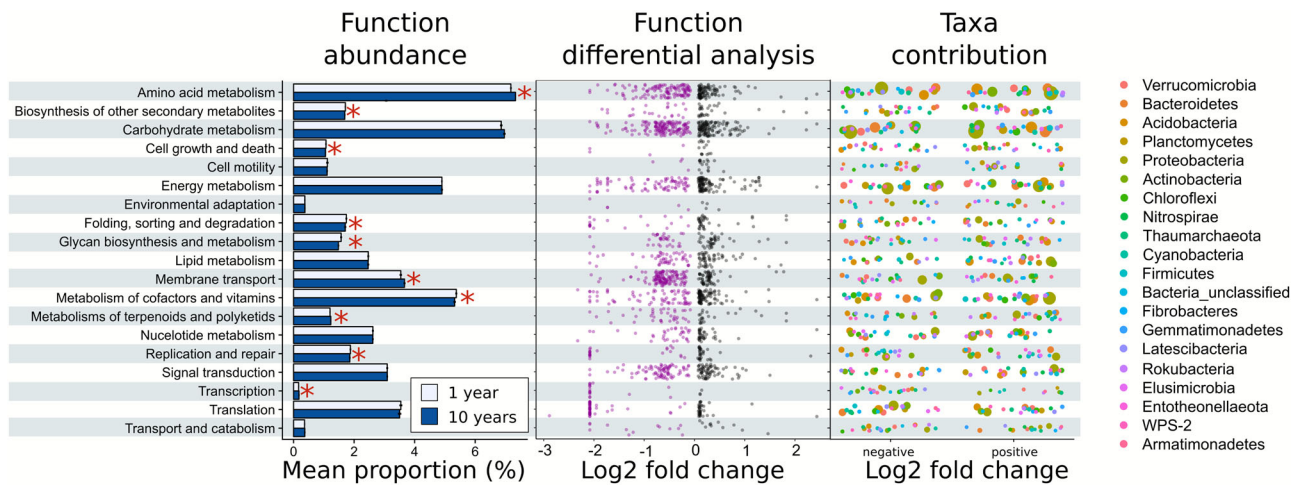 Function
abundance
Function
differential analysis
Taxa
contribution
Amino acid metabolism
*
Biosynthesis of other secondary metabolites
*
Carbohydrate metabolism
Cell growth and death
*
Cell motility
Energy metabolism
Environmental adaptation
Folding, sorting and degradation
*
Glycan biosynthesis and metabolism
*
Lipid metabolism
Membrane transport
*
Metabolism of cofactors and vitamins
*
Metabolisms of terpenoids and polyketids
*
Nucelotide metabolism
Replication and repair
*
Signal transduction
Transcription
*
Translation
Transport and catabolism
1 year
10 years
0 2 4 6
Mean proportion (%)
-3 -2 -1 0 1 2
Log2 fold change
negative positive
Log2 fold change
Verrucomicrobia
Bacteroidetes
Acidobacteria
Planctomycetes
Proteobacteria
Actinobacteria
Chloroflexi
Nitrospirae
Thaumarchaeota
Cyanobacteria
Firmicutes
Bacteria_unclassified
Fibrobacteres
Gemmatimonadetes
Latescibacteria
Rokubacteria
Elusimicrobia
Entotheonellaeota
WPS-2
Armatimonadetes